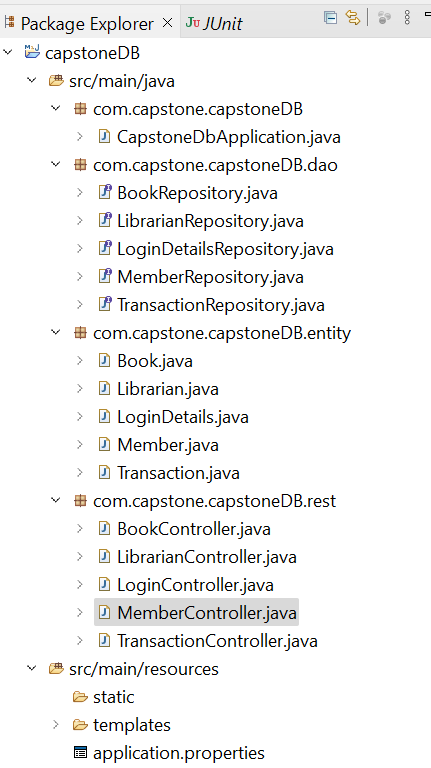 Package Explorer JUnit
capstoneDB
src/main/java
com.capstone.capstoneDB
CapstoneDbApplication.java
com.capstone.capstoneDB.dao
BookRepository.java
LibrarianRepository.java
LoginDetailsRepository.java
MemberRepository.java
TransactionRepository.java
com.capstone.capstoneDB.entity
Book.java
Librarian.java
LoginDetails.java
Member.java
Transaction.java
com.capstone.capstoneDB.rest
BookController.java
LibrarianController.java
LoginController.java
MemberController.java
TransactionController.java
src/main/resources
static
templates
application.properties